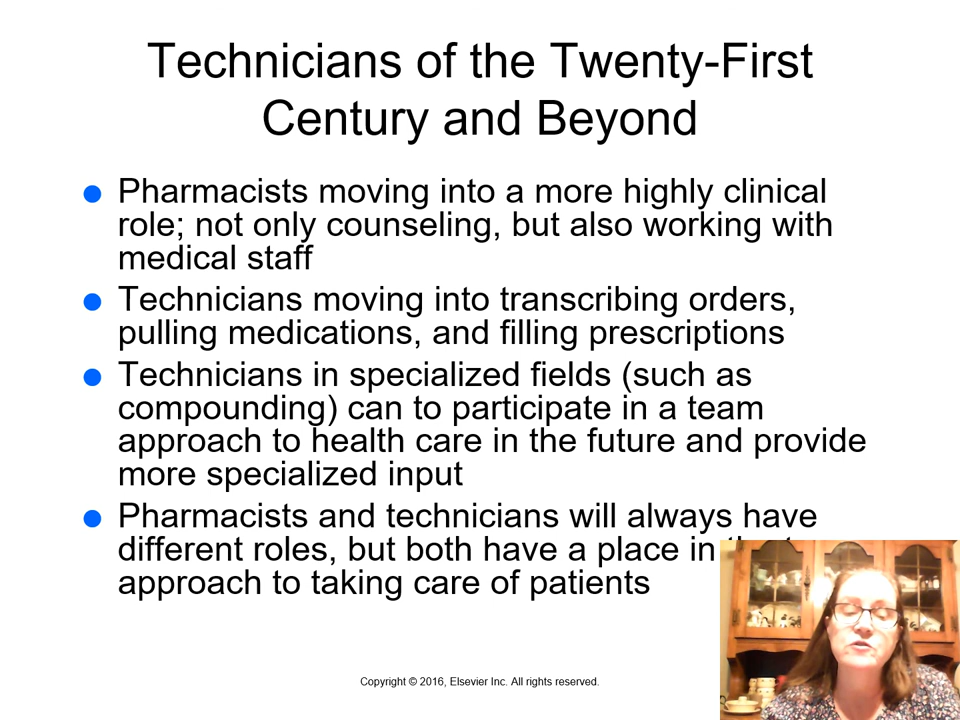 Technicians of the Twenty-First
Century and Beyond
Pharmacists moving into a more highly clinical
role; not only counseling, but also working with
medical staff
Technicians moving into transcribing orders,
pulling medications, and filling prescriptions
Technicians in specialized fields (such as
compounding) can to participate in a team
approach to health care in the future and provide
more specialized input
Pharmacists and technicians will always have
different roles, but both have a place in
approach to taking care of patients
Copyright © 2016, Elsevier Inc. All rights reserved.